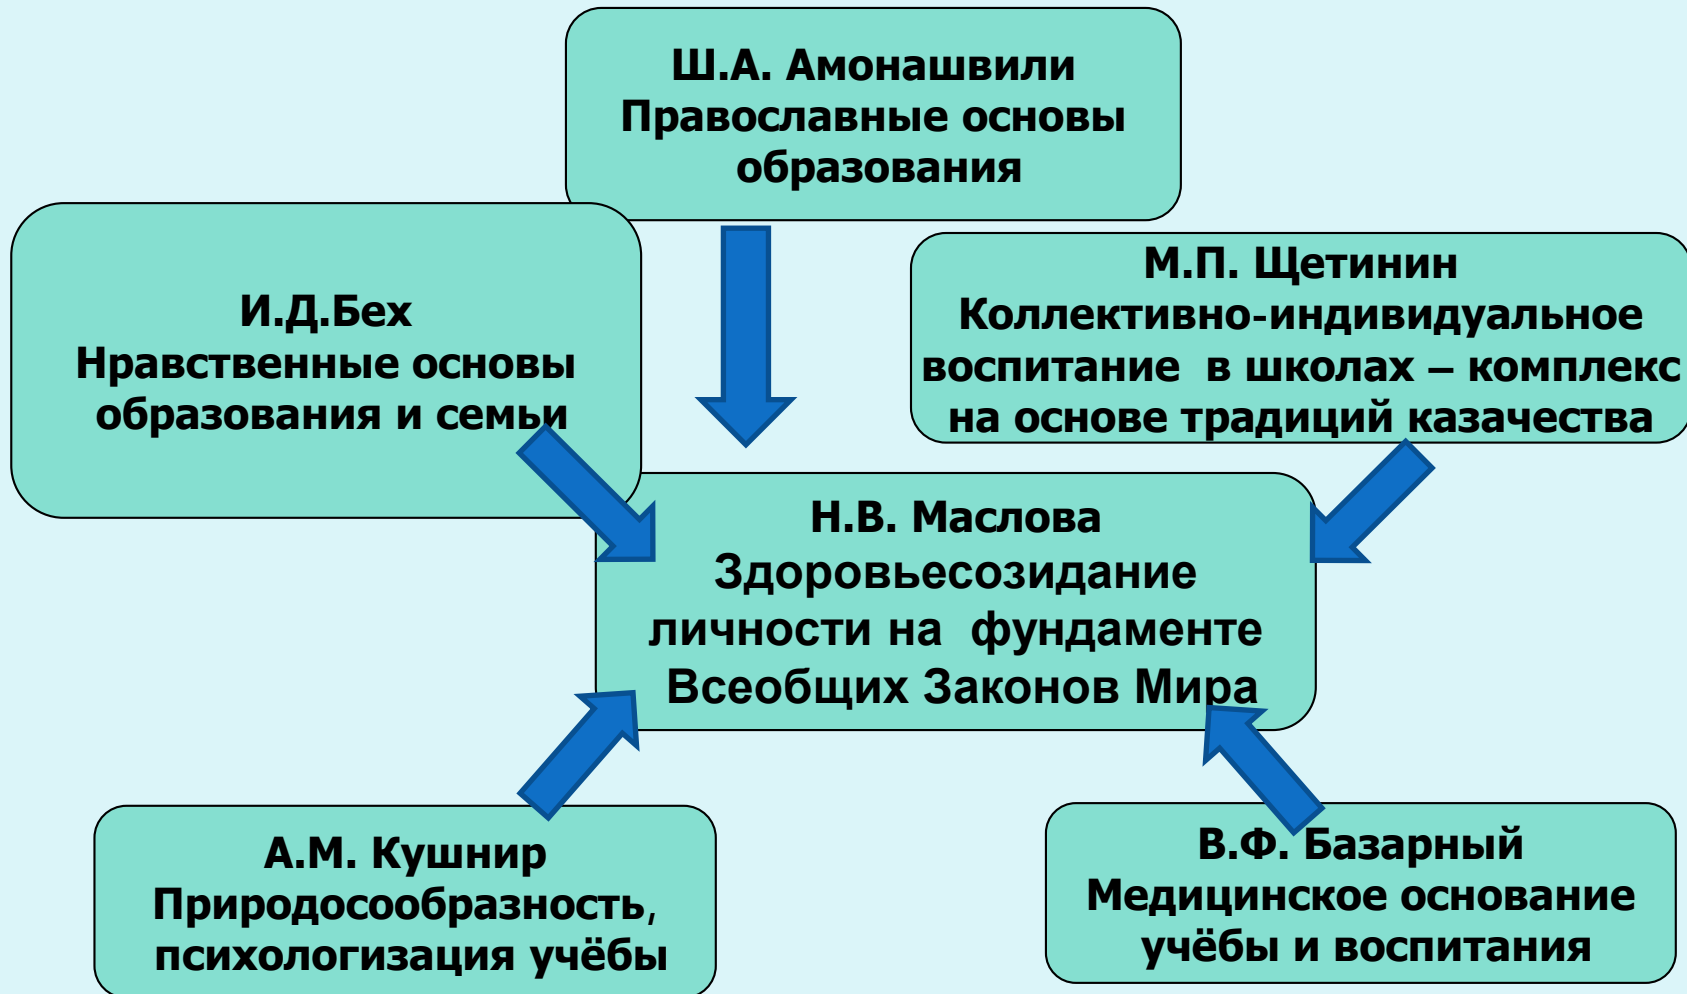 Ш.А. Амонашвили
Православные основы
образования
И.Д.Бех
Нравственные основы
образования и семьи
М.П. Щетинин
Коллективно-индивидуальное
воспитание в школах – комплекс
на основе традиций казачества
Н.В. Маслова
Здоровьесозидание
личности на фундаменте
Всеобщих Законов Мира
А.М. Кушнир
Природосообразность,
психологизация учёбы
В.Ф. Базарный
Медицинское основание
учёбы и воспитания